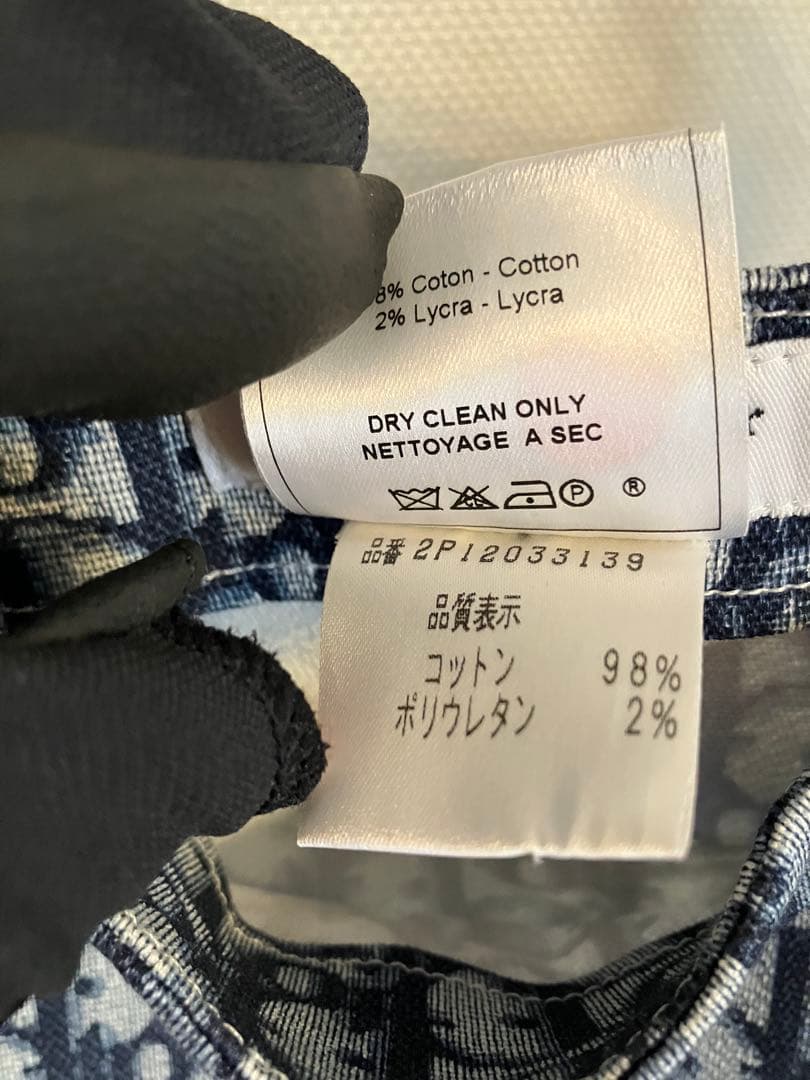 8% Coton - Cotton
2% Lycra - Lycra
DRY CLEAN ONLY
NETTOYAGE A SEC
P ®
品番 2P12033139
品質表示
コットン 98%
ポリウレタン 2%